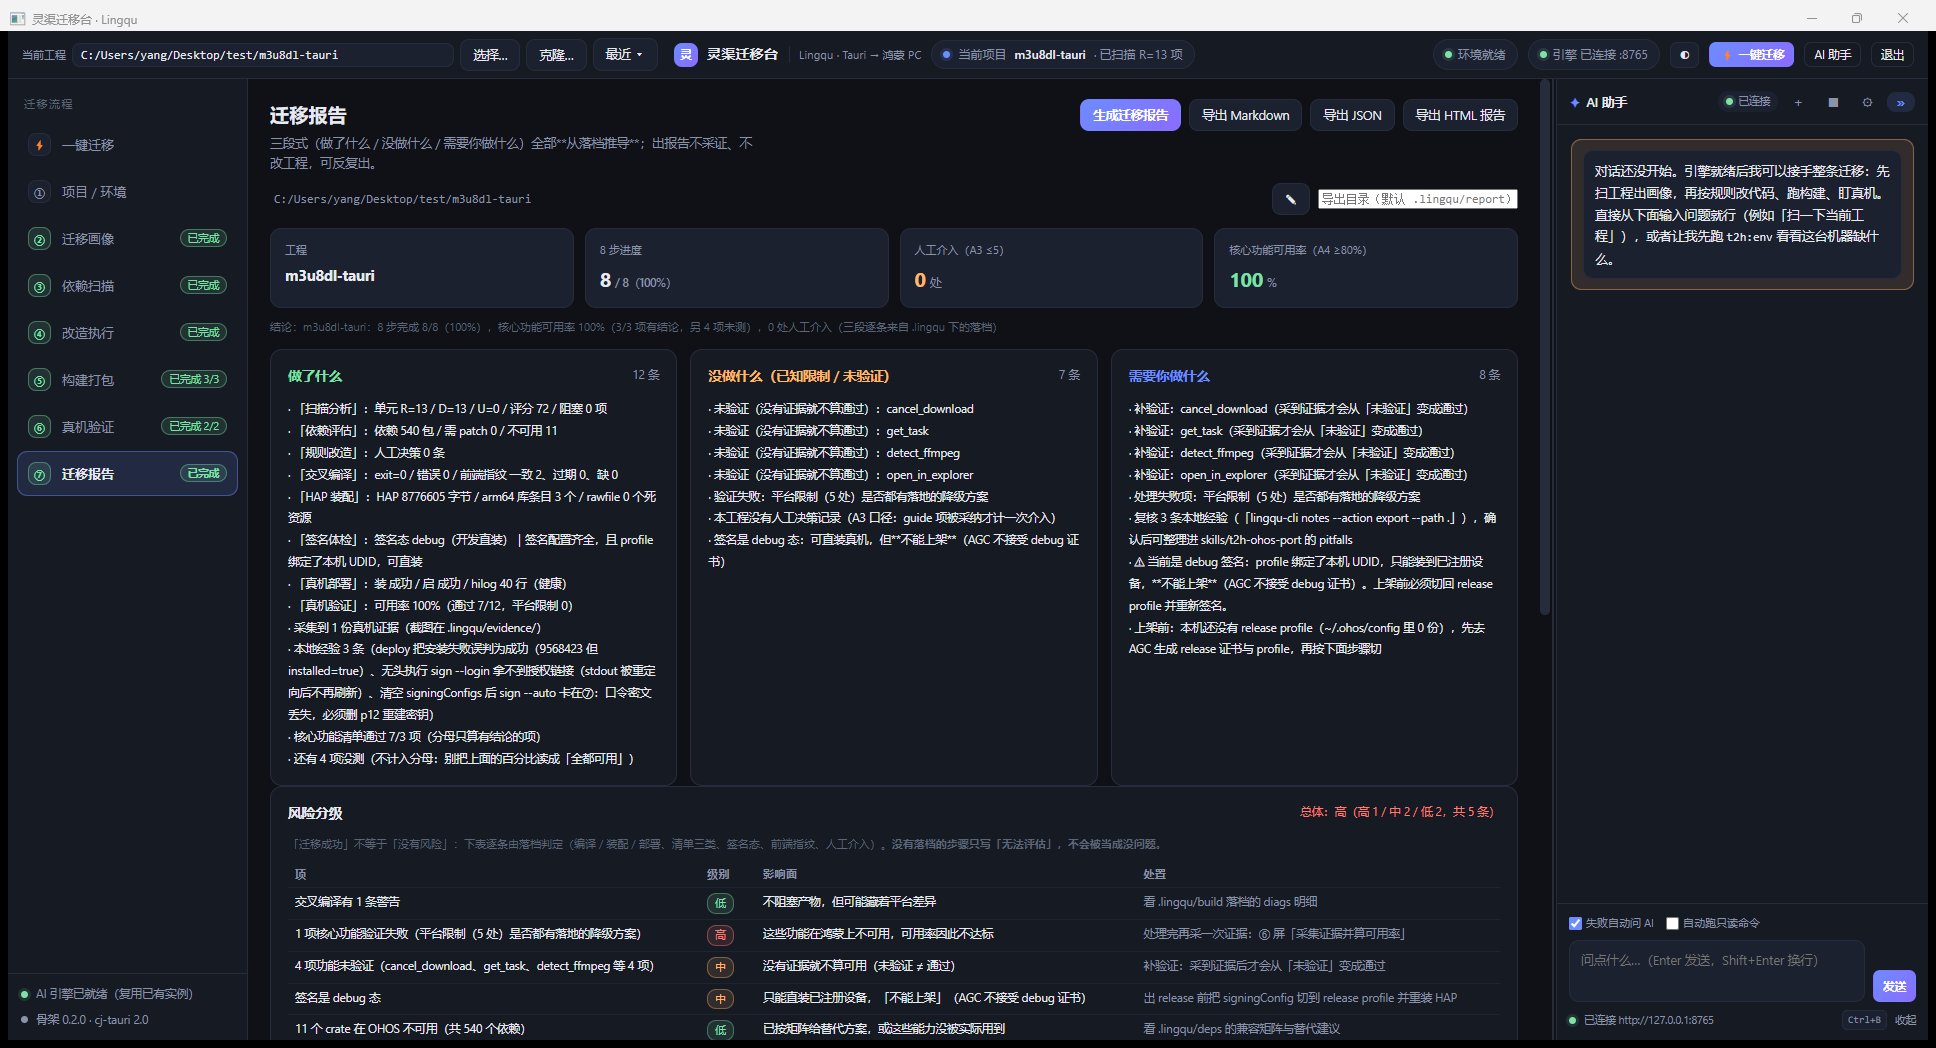 灵渠迁移台 · Lingqu
当前工程 C:/Users/yang/Desktop/test/m3u8dl-tauri 选择... 克隆... 最近 灵 灵渠迁移台 Lingqu · Tauri → 鸿蒙 PC 当前项目 m3u8dl-tauri · 已扫描 R=13 项 环境就绪 引擎 已连接 :8765 一键迁移 AI 助手 退出
迁移流程
一键迁移
① 项目 / 环境
② 迁移画像 已完成
③ 依赖扫描 已完成
④ 改造执行 已完成
⑤ 构建打包 已完成 3/3
⑥ 真机验证 已完成 2/2
⑦ 迁移报告 已完成
AI 引擎已就绪（复用已有实例）
骨架 0.2.0 · cj-tauri 2.0
迁移报告
生成迁移报告 导出 Markdown 导出 JSON 导出 HTML 报告
三段式（做了什么 / 没做什么 / 需要你做什么）全部**从落档推导**；出报告不采证、不
改工程，可反复出。
C:/Users/yang/Desktop/test/m3u8dl-tauri
导出目录（默认 .lingqu/report）
工程
m3u8dl-tauri
8 步进度
8 / 8（100%）
人工介入（A3 ≤5）
0 处
核心功能可用率（A4 ≥80%）
100 %
结论：m3u8dl-tauri：8 步完成 8/8（100%），核心功能可用率 100%（3/3 项有结论，另 4 项未测），0 处人工介入（三段逐条来自 .lingqu 下的落档）
做了什么 12 条
· 「扫描分析」：单元 R=13 / D=13 / U=0 / 评分 72 / 阻塞 0 项
· 「依赖评估」：依赖 540 包 / 需 patch 0 / 不可用 11
· 「规则改造」：人工决策 0 条
· 「交叉编译」：exit=0 / 错误 0 / 前端指纹 一致 2、过期 0、缺 0
· 「HAP 装配」：HAP 8776605 字节 / arm64 库条目 3 个 / rawfile 0 个死
资源
· 「签名体检」：签名态 debug（开发直装） | 签名配置齐全，且 profile
绑定了本机 UDID，可直装
· 「真机部署」：装 成功 / 启 成功 / hilog 40 行（健康）
· 「真机验证」：可用率 100%（通过 7/12，平台限制 0）
· 采集到 1 份真机证据（截图在 .lingqu/evidence/）
· 本地经验 3 条（deploy 把安装失败误判为成功（9568423 但
installed=true）、无头执行 sign --login 拿不到授权链接（stdout 被重定
向后不再刷新）、清空 signingConfigs 后 sign --auto 卡在⑦：口令密文
丢失，必须删 p12 重建密钥）
· 核心功能清单通过 7/3 项（分母只算有结论的项）
· 还有 4 项没测（不计入分母：别把上面的百分比读成「全都可用」）
没做什么（已知限制 / 未验证） 7 条
· 未验证（没有证据就不算通过）：cancel_download
· 未验证（没有证据就不算通过）：get_task
· 未验证（没有证据就不算通过）：detect_ffmpeg
· 未验证（没有证据就不算通过）：open_in_explorer
· 验证失败：平台限制（5 处）是否都有落地的降级方案
· 本工程没有人工决策记录（A3 口径：guide 项被采纳才计一次介入）
· 签名是 debug 态：可直装真机，但**不能上架**（AGC 不接受 debug 证
书）
需要你做什么 8 条
· 补验证：cancel_download（采到证据才会从「未验证」变成通过）
· 补验证：get_task（采到证据才会从「未验证」变成通过）
· 补验证：detect_ffmpeg（采到证据才会从「未验证」变成通过）
· 补验证：open_in_explorer（采到证据才会从「未验证」变成通过）
· 处理失败项：平台限制（5 处）是否都有落地的降级方案
· 复核 3 条本地经验（「lingqu-cli notes --action export --path .」），确
认后可整理进 skills/t2h-ohos-port 的 pitfalls
· ⚠ 当前是 debug 签名：profile 绑定了本机 UDID，只能装到已注册设
备，**不能上架**（AGC 不接受 debug 证书）。上架前必须切回 release
profile 并重新签名。
· 上架前：本机还没有 release profile（~/.ohos/config 里 0 份），先去
AGC 生成 release 证书与 profile，再按下面步骤切
风险分级 总体：高（高 1 / 中 2 / 低 2，共 5 条）
「迁移成功」不等于「没有风险」：下表逐条由落档判定（编译 / 装配 / 部署、清单三类、签名态、前端指纹、人工介入）。没有落档的步骤只写「无法评估」，不会被当成没问题。
项 级别 影响面 处置
交叉编译有 1 条警告 低 不阻塞产物，但可能藏着平台差异 看 .lingqu/build 落档的 diags 明细
1 项核心功能验证失败（平台限制（5 处）是否都有落地的降级方案） 高 这些功能在鸿蒙上不可用，可用率因此不达标 处理完再采一次证据：⑥ 屏「采集证据并算可用率」
4 项功能未验证（cancel_download、get_task、detect_ffmpeg 等 4 项） 中 没有证据就不算可用（未验证 ≠ 通过） 补验证：采到证据后才会从「未验证」变成通过
签名是 debug 态 中 只能直装已注册设备，「不能上架」（AGC 不接受 debug 证书） 出 release 前把 signingConfig 切到 release profile 并重装 HAP
11 个 crate 在 OHOS 不可用（共 540 个依赖） 低 已按矩阵给替代方案，或这些能力没被实际用到 看 .lingqu/deps 的兼容矩阵与替代建议
AI 助手 已连接
对话还没开始。引擎就绪后我可以接手整条迁移：先
扫工程出画像，再按规则改代码、跑构建、盯真机。
直接从下面输入问题就行（例如「扫一下当前工
程」），或者让我先跑 t2h:env 看看这台机器缺什
么。
失败自动问 AI 自动跑只读命令
问点什么...（Enter 发送，Shift+Enter 换行）
发送
已连接 http://127.0.0.1:8765 Ctrl+B 收起